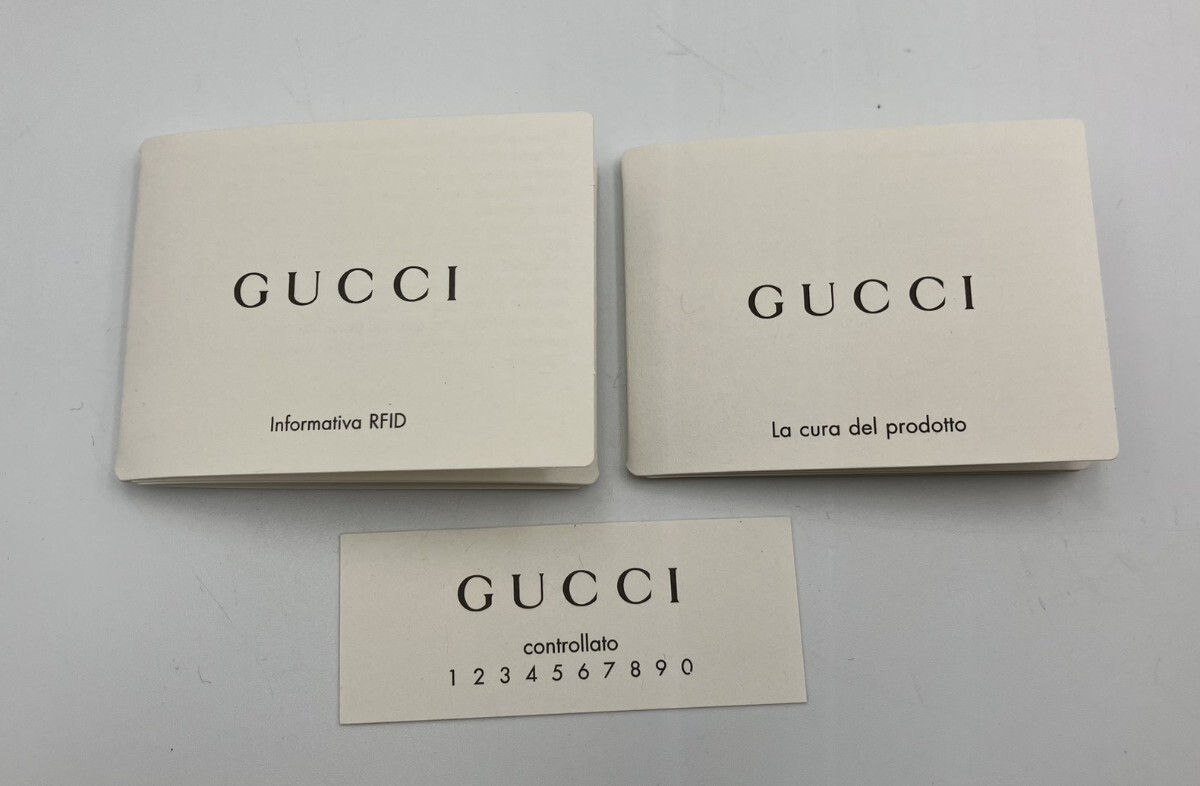 GUCCI
Informativa RFID
GUCCI
La cura del prodotto
GUCCI
controllato
1 2 3 4 5 6 7 8 9 0